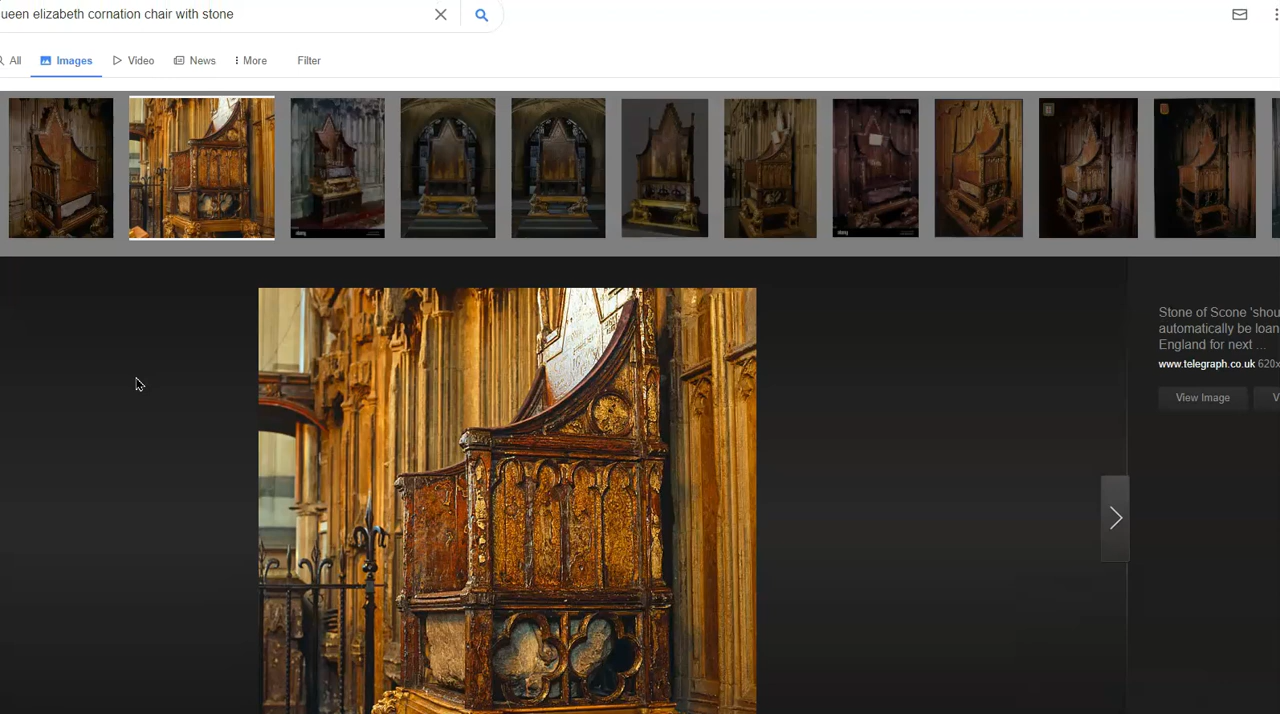 ueen elizabeth cornation chair with stone
All
Images
Video
News
More
Filter
Stone of Scone 'shou
automatically be loan
England for next ...
www.telegraph.co.uk 620x
View Image
V